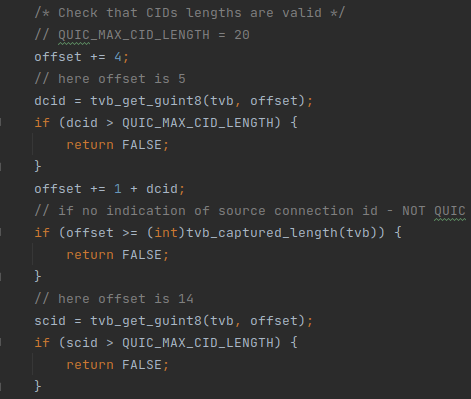 /* Check that CIDs lengths are valid */
// QUIC_MAX_CID_LENGTH = 20
offset += 4;
// here offset is 5
dcid = tvb_get_guint8(tvb, offset);
if (dcid > QUIC_MAX_CID_LENGTH) {
return FALSE;
}
offset += 1 + dcid;
// if no indication of source connection id - NOT QUIC
if (offset >= (int)tvb_captured_length(tvb)) {
return FALSE;
}
// here offset is 14
scid = tvb_get_guint8(tvb, offset);
if (scid > QUIC_MAX_CID_LENGTH) {
return FALSE;
}